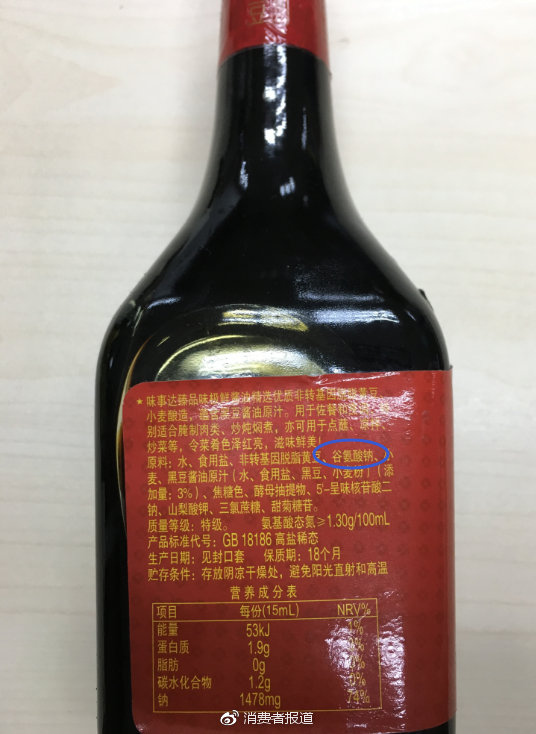 豆
★ 味事达臻品味极鲜酱油精选优质非转基因脱脂黄豆、
小麦酿造，蕴含黑豆酱油原汁。用于佐餐和
别适合腌制肉类、炒炖焖煮，亦可用于点蘸、凉拌、
炒菜等，令菜肴色泽红亮，滋味鲜美！
原料：水、食用盐、非转基因脱脂黄豆、谷氨酸钠、小
麦、黑豆酱油原汁（水、食用盐、黑豆、小麦粉）（添
加量：3%）、焦糖色、酵母抽提物、5'-呈味核苷酸二
钠、山梨酸钾、三氯蔗糖、甜菊糖苷。
质量等级：特级。 氨基酸态氮≥1.30g/100mL
产品标准代号：GB 18186 高盐稀态
生产日期：见封口套 保质期：18个月
贮存条件：存放阴凉干燥处，避免阳光直射和高温
营养成分表
项目 每份(15mL) NRV%
能量 53kJ 1%
蛋白质 1.9g
脂肪 0g 0%
碳水化合物 1.2g 0%
钠 1478mg 74%
消费者报道